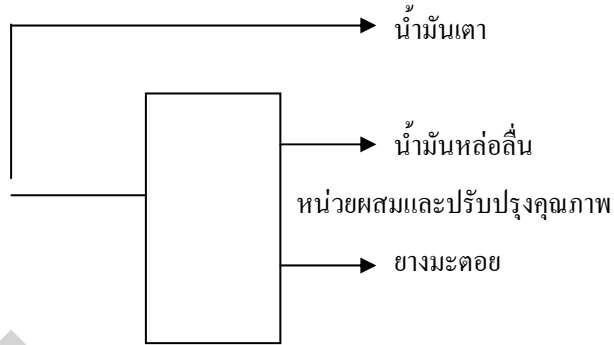 น้ำมันเตา
น้ำมันหล่อลื่น
หน่วยผสมและปรับปรุงคุณภาพ
ยางมะตอย